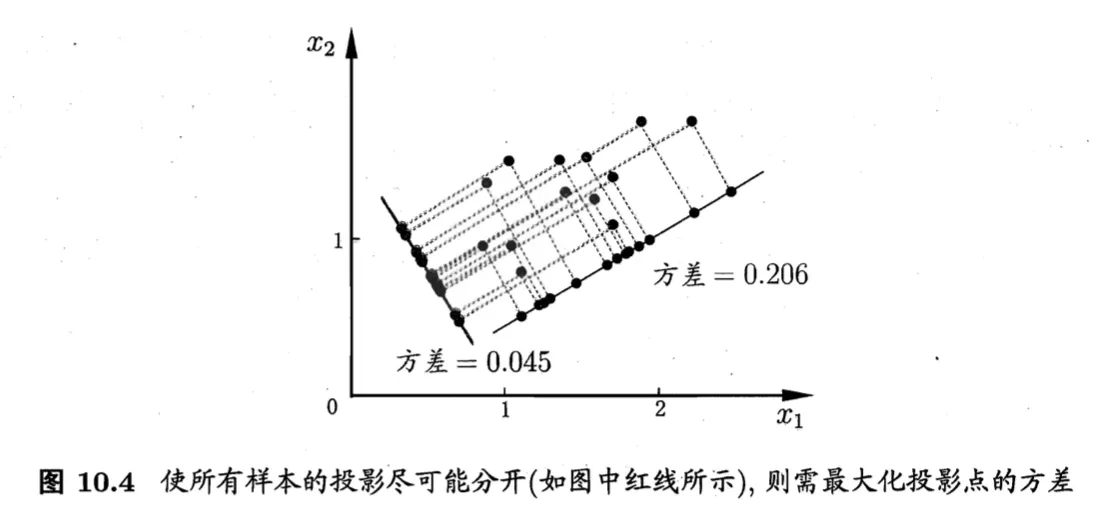 x₂
1
方差 = 0.206
方差 = 0.045
0
1
2
x₁
图 10.4 使所有样本的投影尽可能分开(如图中红线所示), 则需最大化投影点的方差